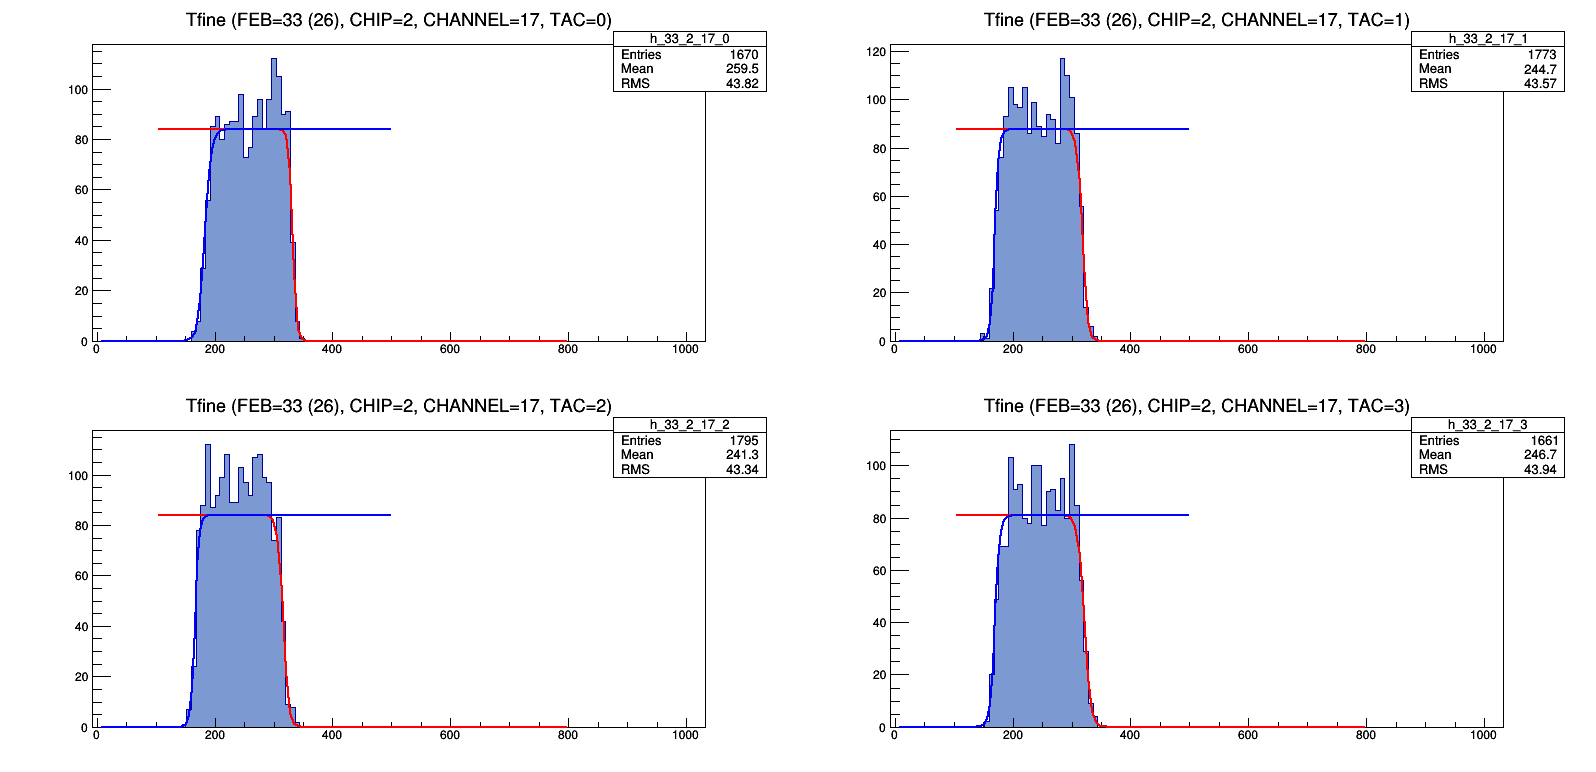 Tfine (FEB=33 (26), CHIP=2, CHANNEL=17, TAC=0)
h_33_2_17_0
Entries 1670
Mean 259.5
RMS 43.82
100
80
60
40
20
0
0 200 400 600 800 1000
Tfine (FEB=33 (26), CHIP=2, CHANNEL=17, TAC=1)
h_33_2_17_1
Entries 1773
Mean 244.7
RMS 43.57
120
100
80
60
40
20
0
0 200 400 600 800 1000
Tfine (FEB=33 (26), CHIP=2, CHANNEL=17, TAC=2)
h_33_2_17_2
Entries 1795
Mean 241.3
RMS 43.34
100
80
60
40
20
0
0 200 400 600 800 1000
Tfine (FEB=33 (26), CHIP=2, CHANNEL=17, TAC=3)
h_33_2_17_3
Entries 1661
Mean 246.7
RMS 43.94
100
80
60
40
20
0
0 200 400 600 800 1000